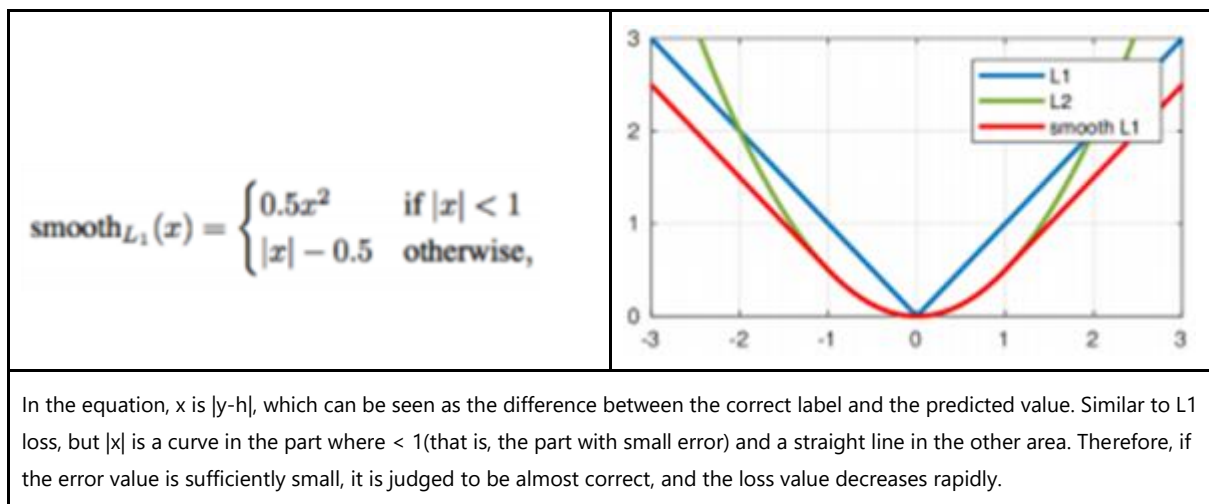 smooth_{L_1}(x) = { 0.5x^2 if |x| < 1
|x| − 0.5 otherwise,
3
2
1
0
-3 -2 -1 0 1 2 3
L1
L2
smooth L1
In the equation, x is |y-h|, which can be seen as the difference between the correct label and the predicted value. Similar to L1
loss, but |x| is a curve in the part where < 1(that is, the part with small error) and a straight line in the other area. Therefore, if
the error value is sufficiently small, it is judged to be almost correct, and the loss value decreases rapidly.